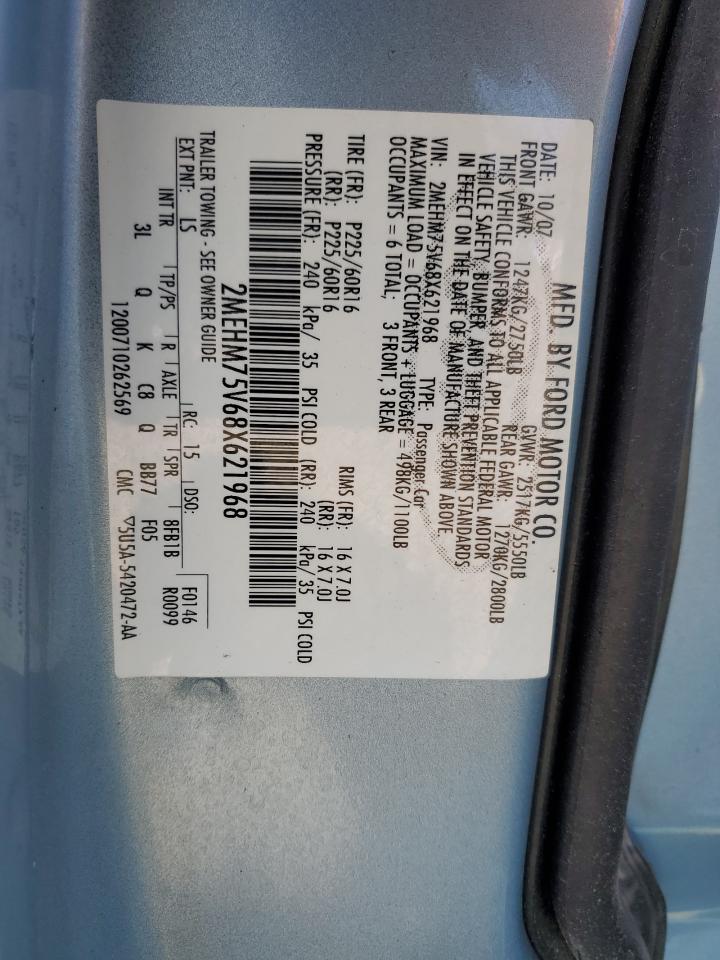 MFD. BY FORD MOTOR CO.
DATE: 10/07 GVWR: 2517KG/5550LB
FRONT GAWR: 1247KG/2750LB REAR GAWR: 1270KG/2800LB
THIS VEHICLE CONFORMS TO ALL APPLICABLE FEDERAL MOTOR
VEHICLE SAFETY, BUMPER, AND THEFT PREVENTION STANDARDS
IN EFFECT ON THE DATE OF MANUFACTURE SHOWN ABOVE.
VIN: 2MEHM75V68X621968 TYPE: Passenger Car
MAXIMUM LOAD = OCCUPANTS + LUGGAGE = 498KG/1100LB
OCCUPANTS = 6 TOTAL; 3 FRONT, 3 REAR
TIRE (FR): P225/60R16 RIMS (FR): 16 X 7.0J
(RR): P225/60R16 (RR): 16 X 7.0J
PRESSURE (FR): 240 kPa/ 35 PSI COLD (RR): 240 kPa/ 35 PSI COLD
2MEHM75V68X621968
TRAILER TOWING - SEE OWNER GUIDE
EXT PNT: LS RC: 15 DSO: F0146
INT TR TP/PS R AXLE TR SPR 8FB1B R0099
3L Q K C8 Q BB77 F05
1200710262569 CMC ▽5U5A-5420472-AA